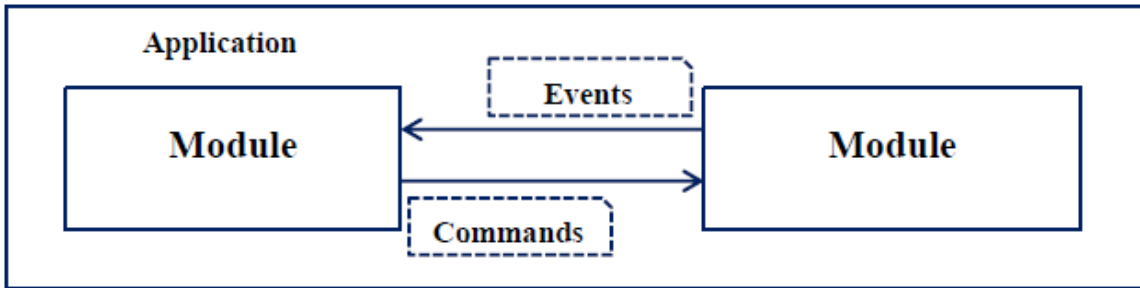 Application
Events
Module
Module
Commands